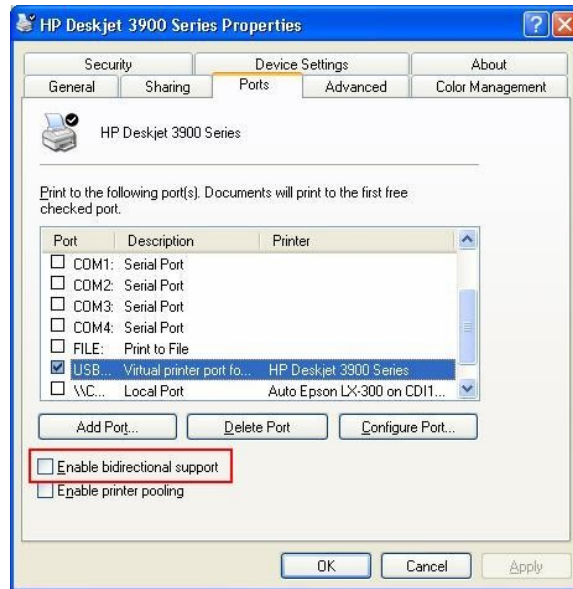 HP Deskjet 3900 Series Properties
Security Device Settings About
General Sharing Ports Advanced Color Management
HP Deskjet 3900 Series
Print to the following port(s). Documents will print to the first free
checked port.
Port Description Printer
COM1: Serial Port
COM2: Serial Port
COM3: Serial Port
COM4: Serial Port
FILE: Print to File
USB... Virtual printer port fo... HP Deskjet 3900 Series
\\C... Local Port Auto Epson LX-300 on CDI1...
Add Port... Delete Port Configure Port...
Enable bidirectional support
Enable printer pooling
OK Cancel Apply